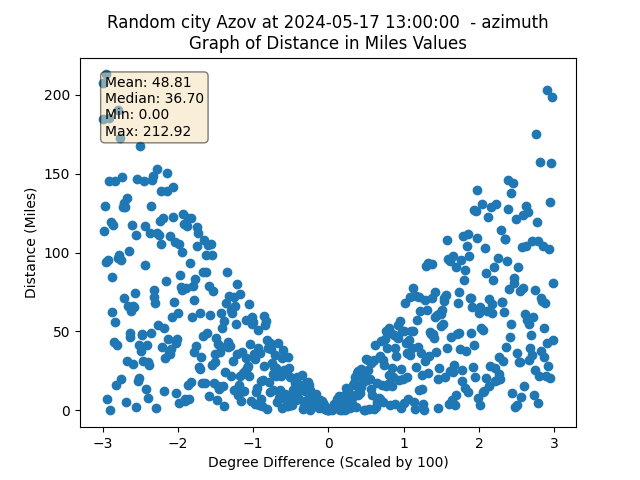 Random city Azov at 2024-05-17 13:00:00 - azimuth
Graph of Distance in Miles Values
Mean: 48.81
Median: 36.70
Min: 0.00
Max: 212.92
Distance (Miles)
200
150
100
50
0
−3
−2
−1
0
1
2
3
Degree Difference (Scaled by 100)